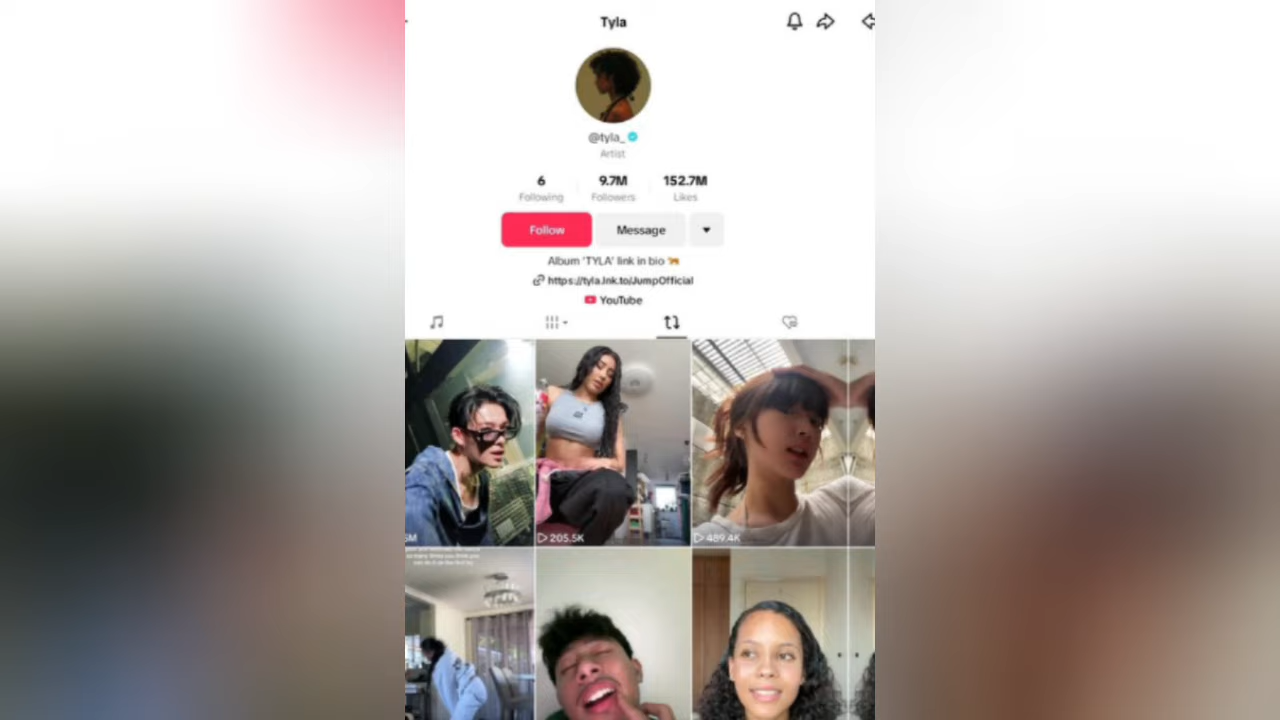 Tyla
@tyla_
Artist
6 9.7M 152.7M
Following Followers Likes
Follow Message
Album 'TYLA' link in bio
https://tyla.lnk.to/JumpOfficial
YouTube
5M 205.5K 489.4K